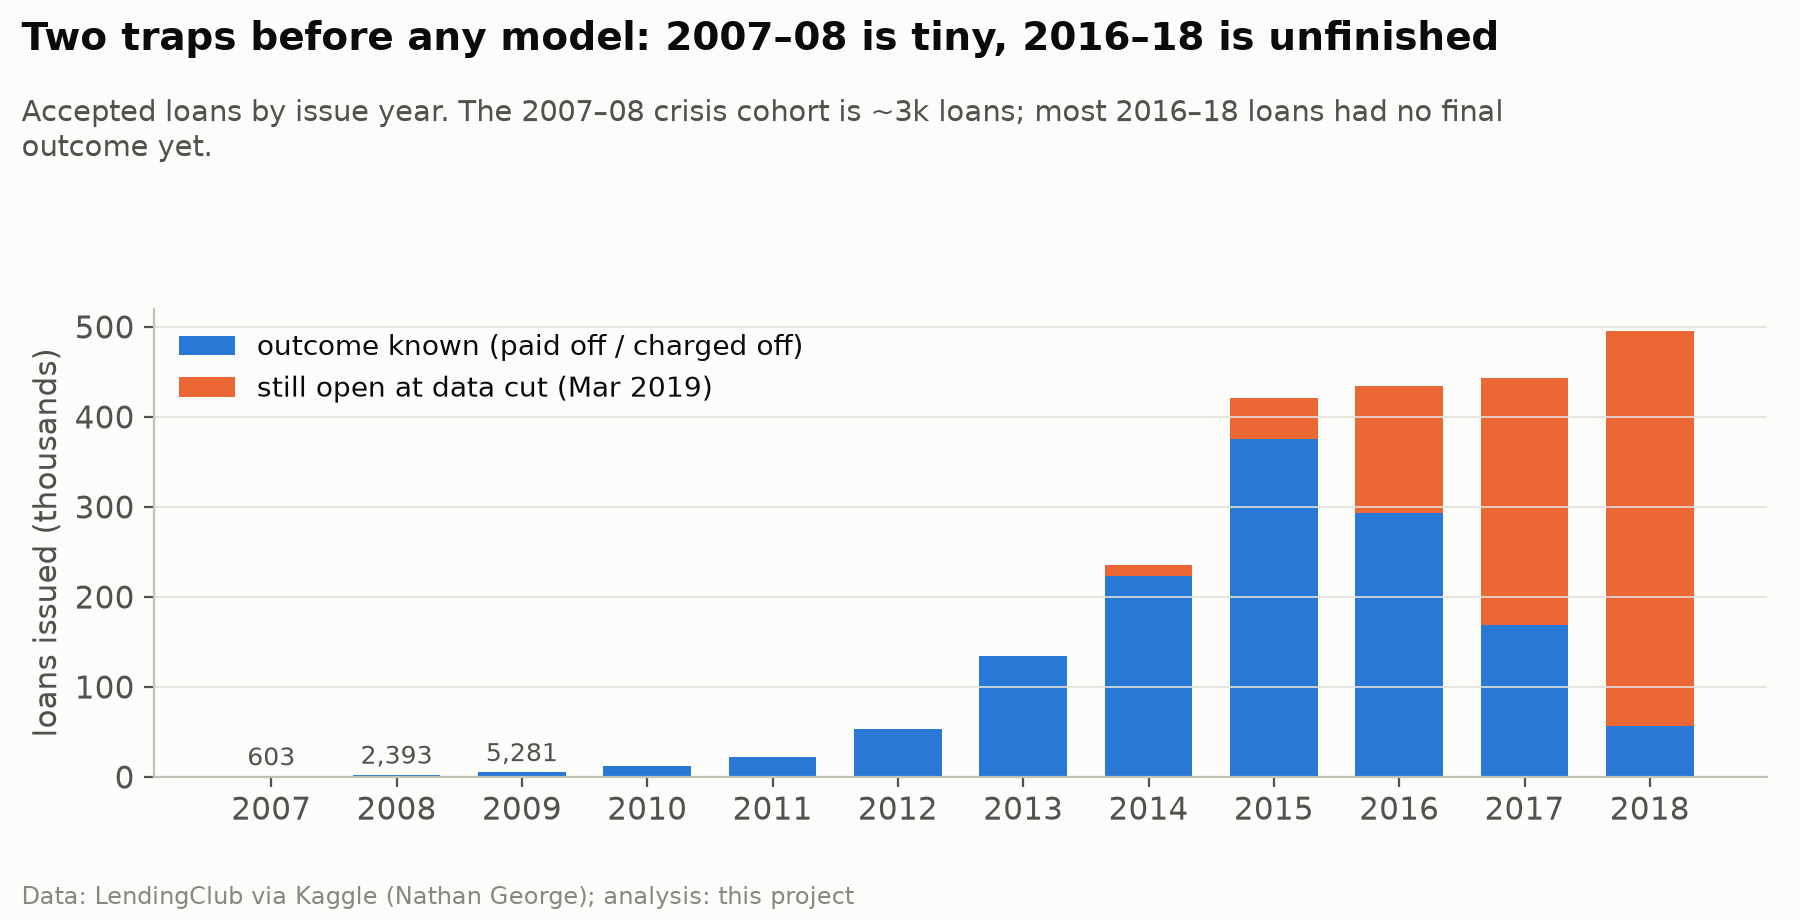 Two traps before any model: 2007–08 is tiny, 2016–18 is unfinished
Accepted loans by issue year. The 2007–08 crisis cohort is ~3k loans; most 2016–18 loans had no final
outcome yet.
loans issued (thousands)
500
400
300
200
100
0
outcome known (paid off / charged off)
still open at data cut (Mar 2019)
603
2,393
5,281
2007 2008 2009 2010 2011 2012 2013 2014 2015 2016 2017 2018
Data: LendingClub via Kaggle (Nathan George); analysis: this project